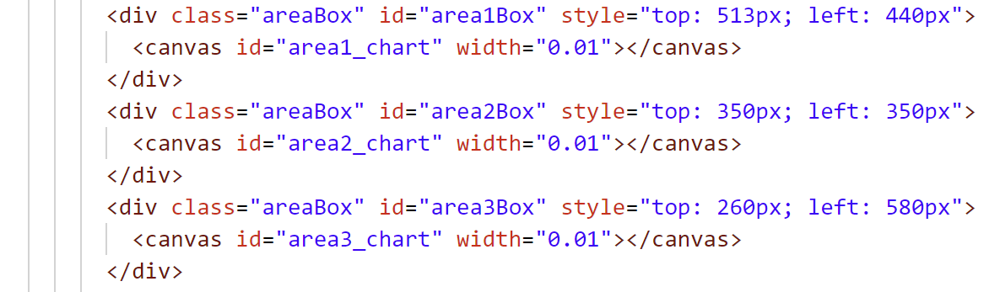 <div class="areaBox" id="area1Box" style="top: 513px; left: 440px">
<canvas id="area1_chart" width="0.01"></canvas>
</div>
<div class="areaBox" id="area2Box" style="top: 350px; left: 350px">
<canvas id="area2_chart" width="0.01"></canvas>
</div>
<div class="areaBox" id="area3Box" style="top: 260px; left: 580px">
<canvas id="area3_chart" width="0.01"></canvas>
</div>